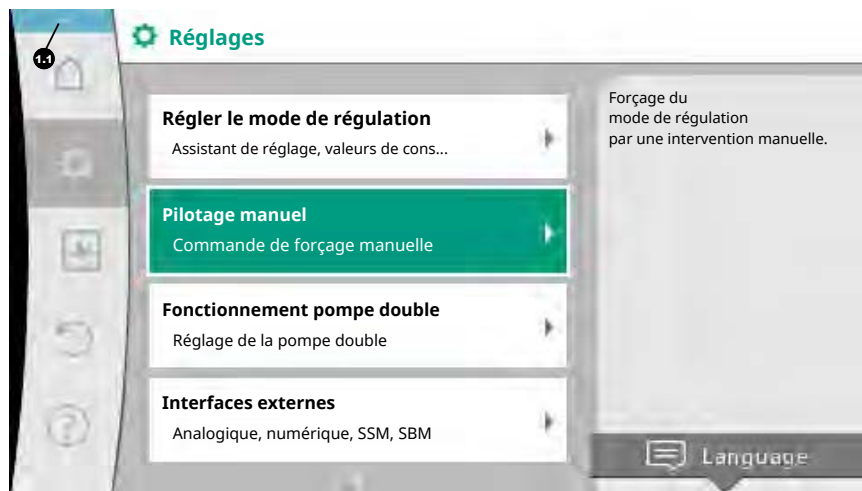 1.1
Réglages
Régler le mode de régulation
Assistant de réglage, valeurs de cons...
Pilotage manuel
Commande de forçage manuelle
Fonctionnement pompe double
Réglage de la pompe double
Interfaces externes
Analogique, numérique, SSM, SBM
Forçage du
mode de régulation
par une intervention manuelle.
Language